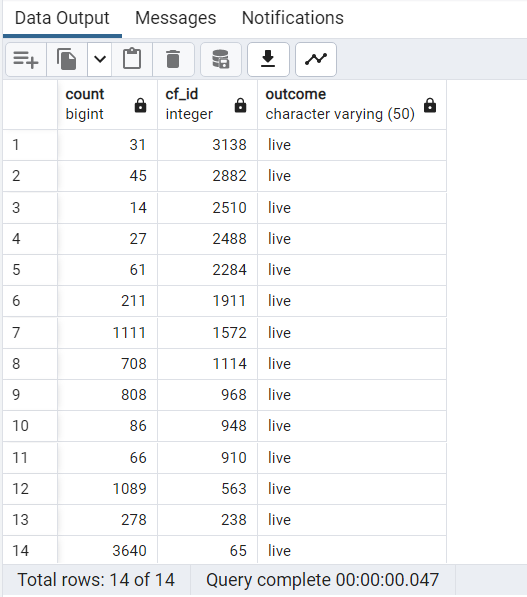 Data Output Messages Notifications
count cf_id outcome
bigint integer character varying (50)
1 31 3138 live
2 45 2882 live
3 14 2510 live
4 27 2488 live
5 61 2284 live
6 211 1911 live
7 1111 1572 live
8 708 1114 live
9 808 968 live
10 86 948 live
11 66 910 live
12 1089 563 live
13 278 238 live
14 3640 65 live
Total rows: 14 of 14 Query complete 00:00:00.047